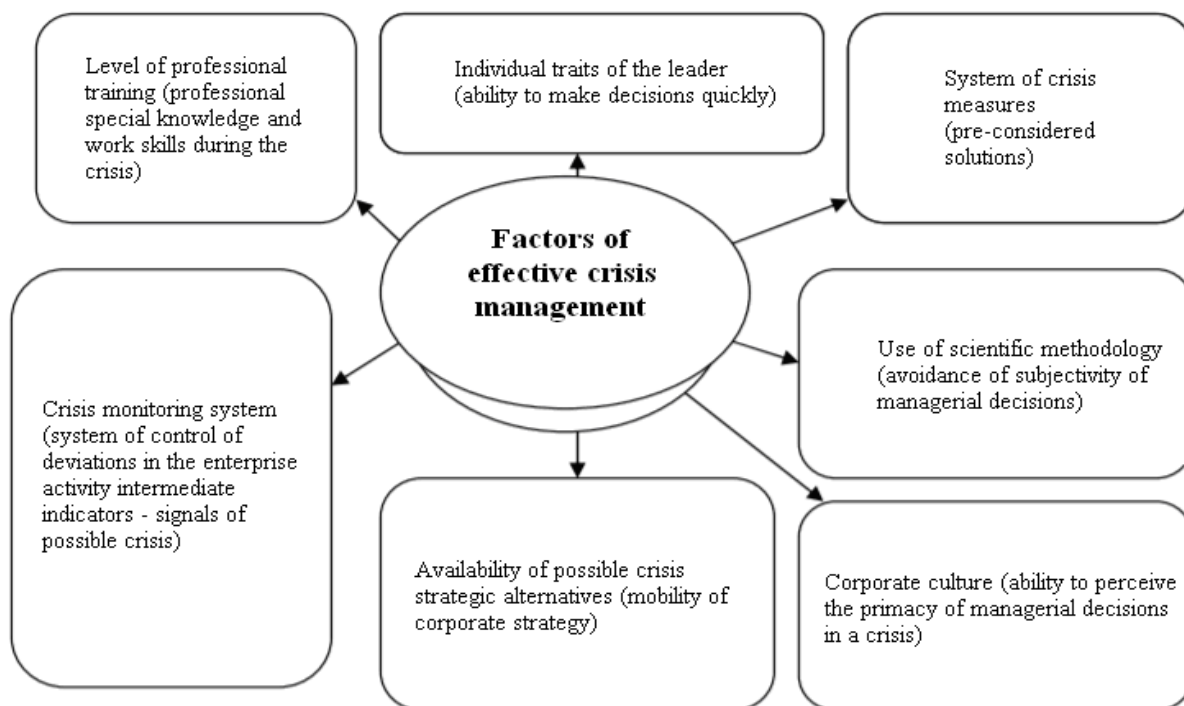 Level of professional
training (professional
special knowledge and
work skills during the
crisis)
Individual traits of the leader
(ability to make decisions quickly)
System of crisis
measures
(pre-considered
solutions)
Factors of
effective crisis
management
Use of scientific methodology
(avoidance of subjectivity of
managerial decisions)
Crisis monitoring system
(system of control of
deviations in the enterprise
activity intermediate
indicators - signals of
possible crisis)
Availability of possible crisis
strategic alternatives (mobility of
corporate strategy)
Corporate culture (ability to perceive
the primacy of managerial decisions
in a crisis)